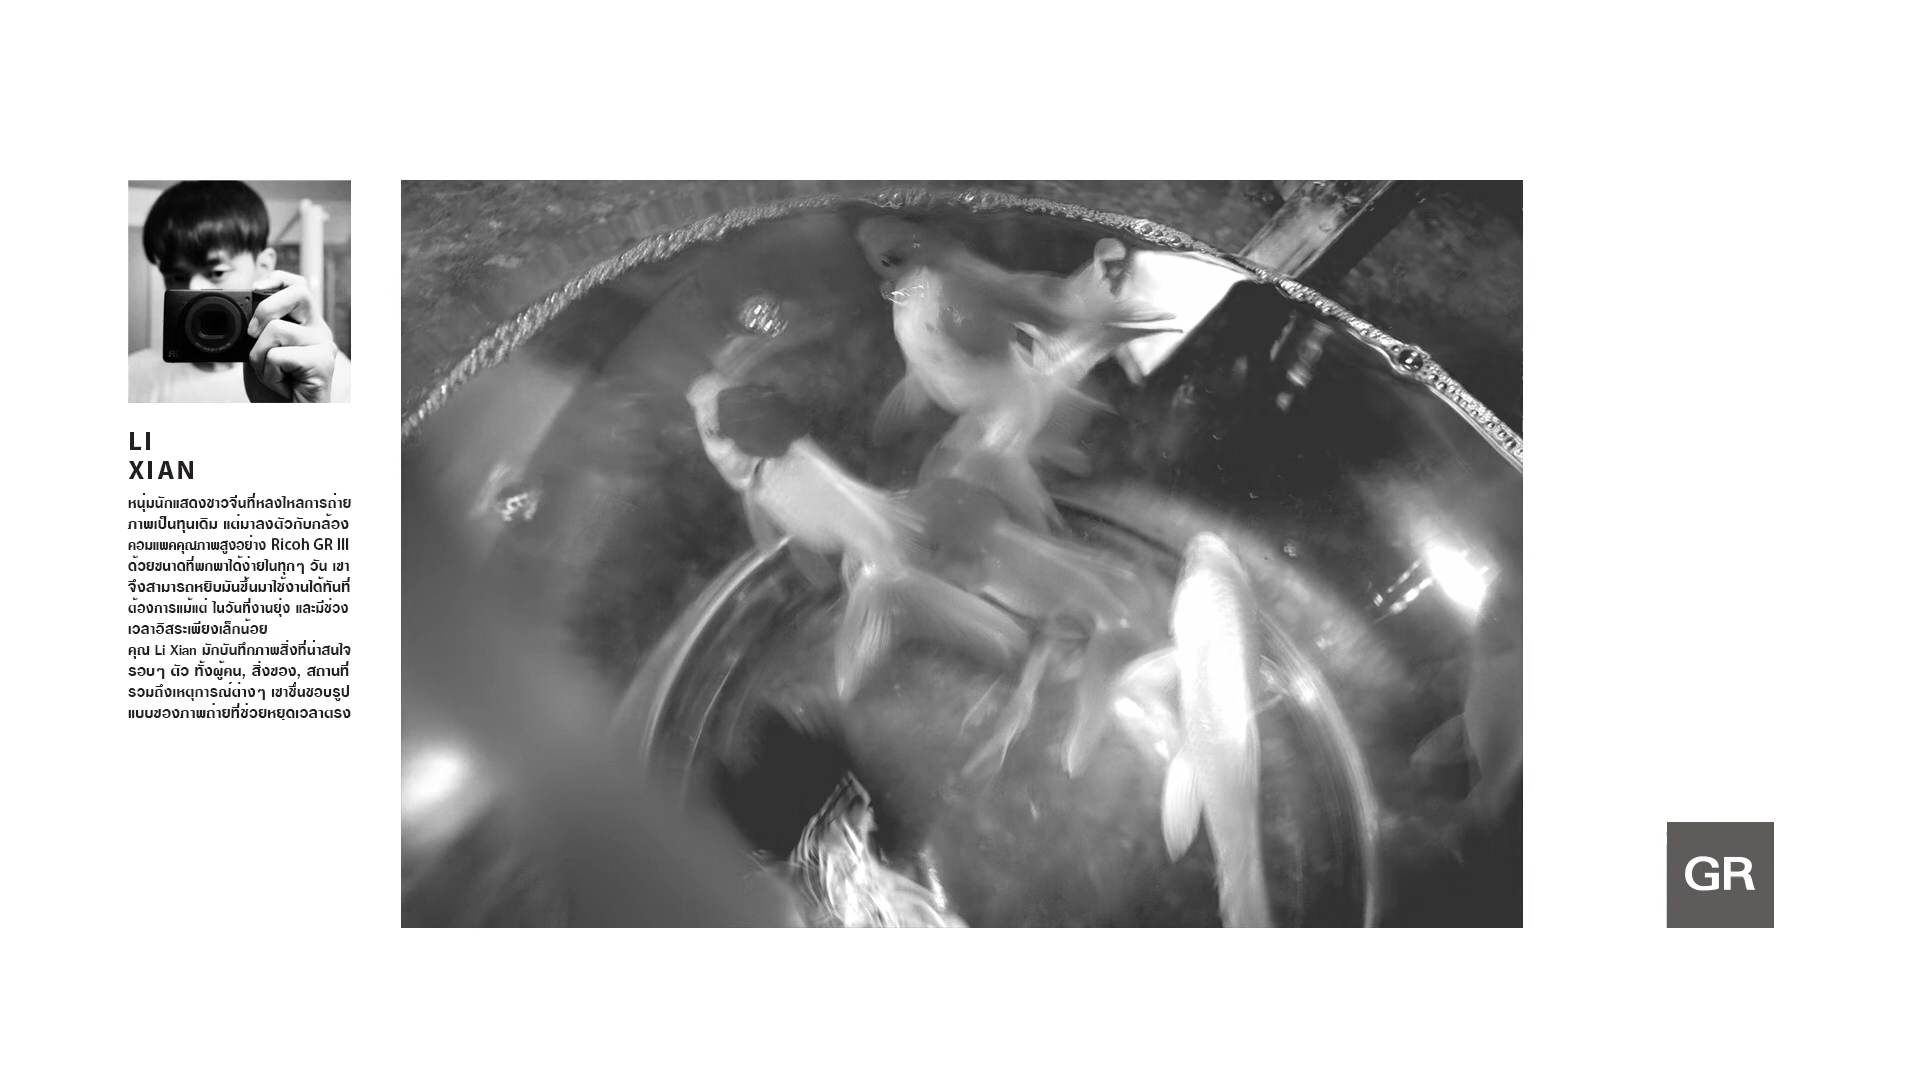 LI
XIAN
หนุ่มนักแสดงชาวจีนที่หลงใหลการถ่าย
ภาพเป็นทุนเดิม แต่มาลงตัวกับกล้อง
คอมแพคคุณภาพสูงอย่าง Ricoh GR III
ด้วยขนาดที่พกพาได้ง่ายในทุกๆ วัน เขา
จึงสามารถหยิบมันขึ้นมาใช้งานได้ทันที่
ต้องการแม้แต่ ในวันที่งานยุ่ง และมีช่วง
เวลาอิสระเพียงเล็กน้อย
คุณ Li Xian มักบันทึกภาพสิ่งที่น่าสนใจ
รอบๆ ตัว ทั้งผู้คน, สิ่งของ, สถานที่
รวมถึงเหตุการณ์ต่างๆ เขาชื่นชอบรูป
แบบของภาพถ่ายที่ช่วยหยุดเวลาตรง
GR